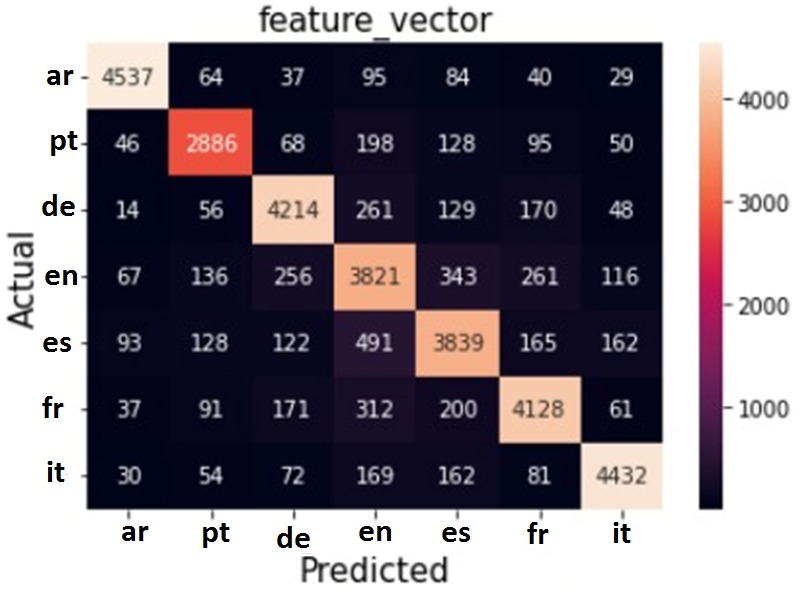 feature_vector
ar 4537 64 37 95 84 40 29
pt 46 2886 68 198 128 95 50
de 14 56 4214 261 129 170 48
en 67 136 256 3821 343 261 116
es 93 128 122 491 3839 165 162
fr 37 91 171 312 200 4128 61
it 30 54 72 169 162 81 4432
ar pt de en es fr it
Predicted
Actual
4000
3000
2000
1000